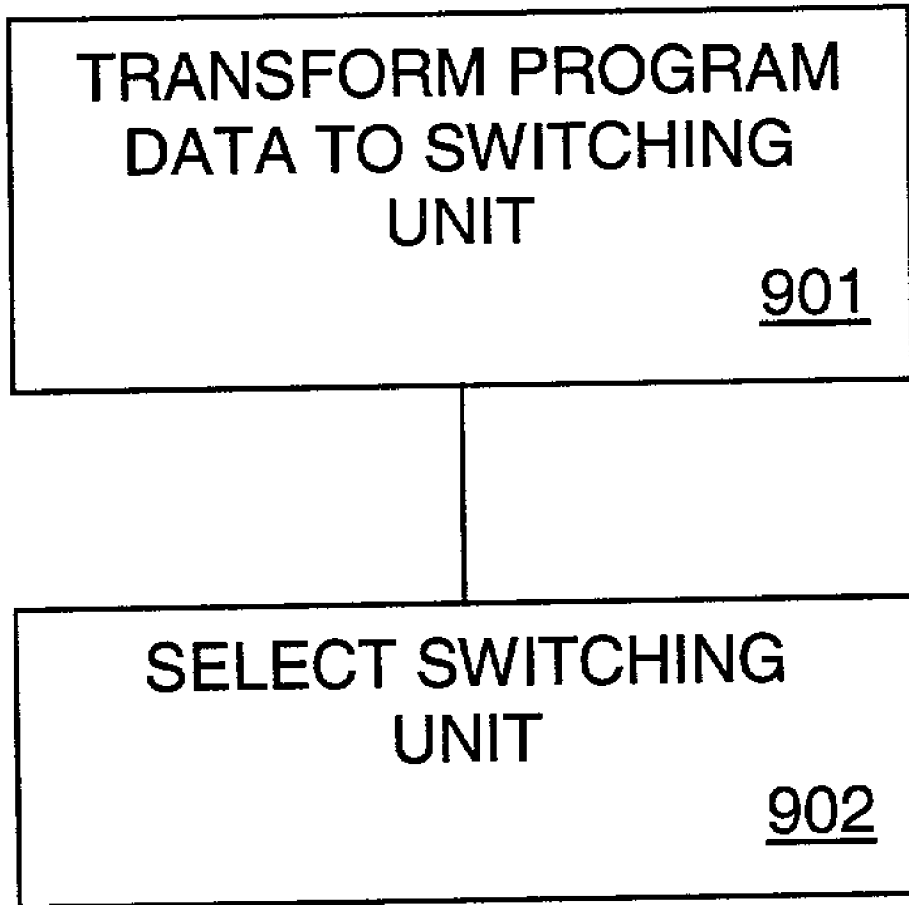 TRANSFORM PROGRAM
DATA TO SWITCHING
UNIT
901
SELECT SWITCHING
UNIT
902